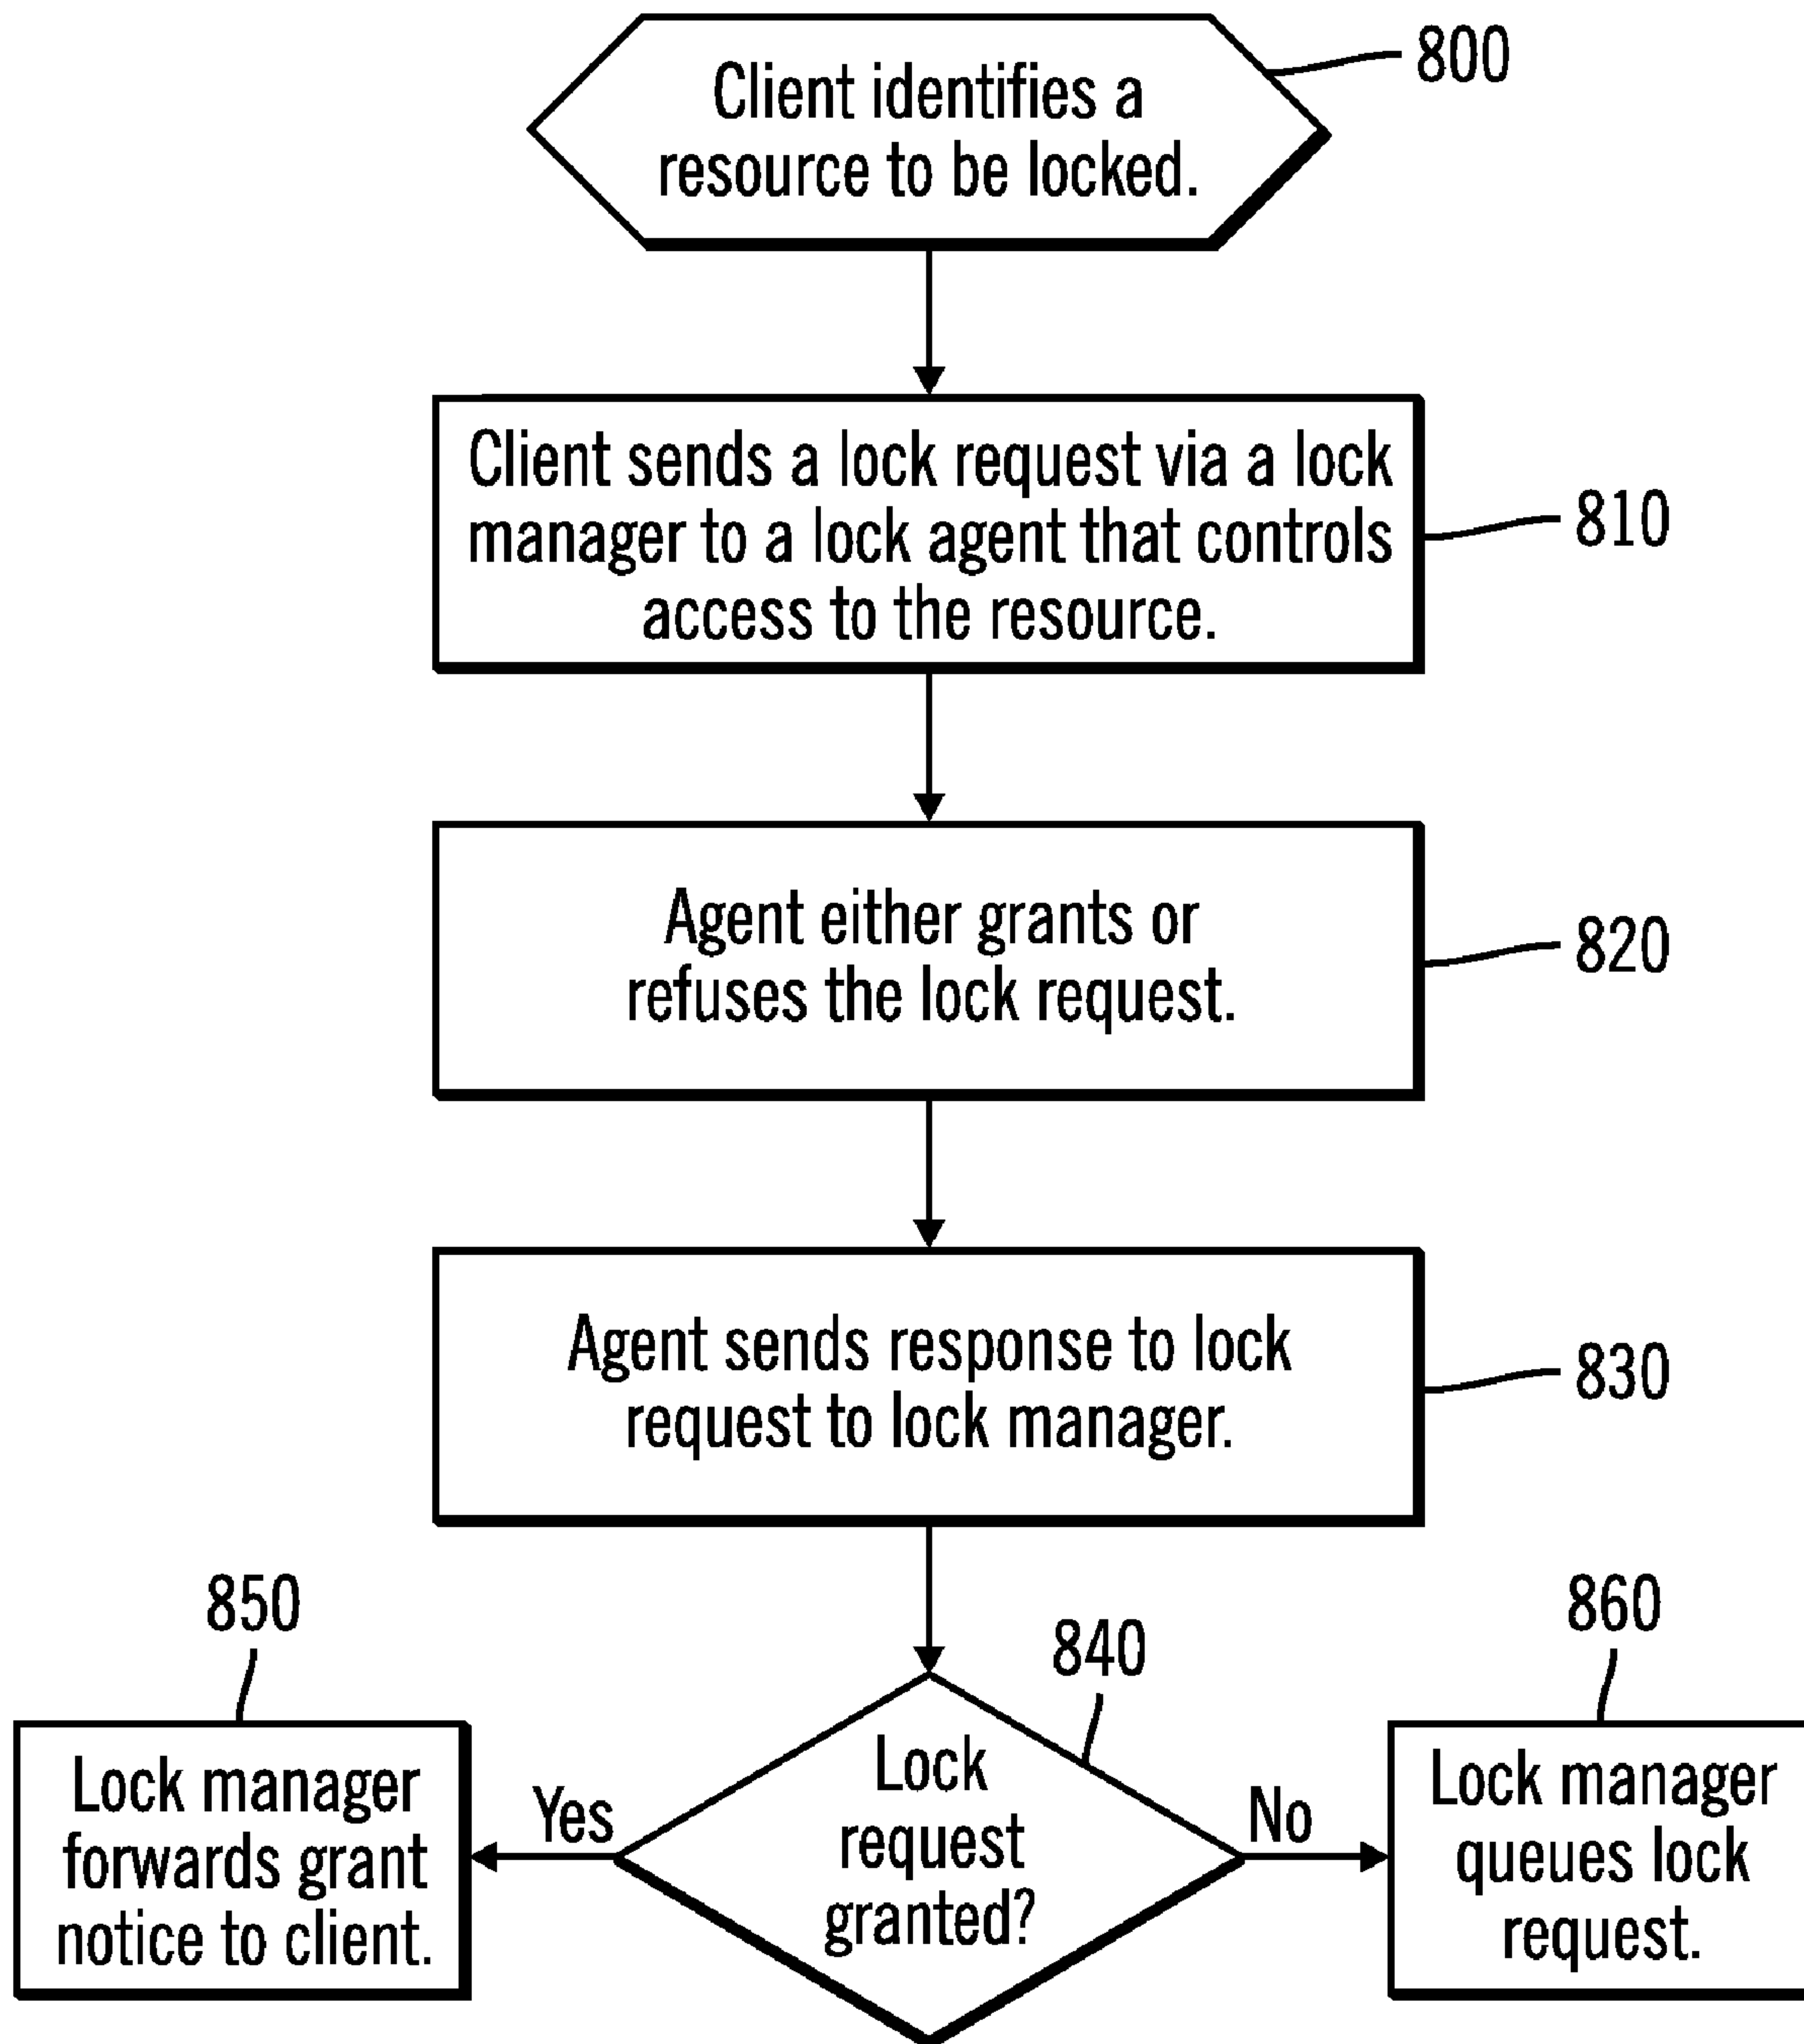 800
Client identifies a
resource to be locked.
Client sends a lock request via a lock
manager to a lock agent that controls
access to the resource.
810
Agent either grants or
refuses the lock request.
820
Agent sends response to lock
request to lock manager.
830
850
840
860
Lock manager
forwards grant
notice to client.
Yes
Lock
request
granted?
No
Lock manager
queues lock
request.